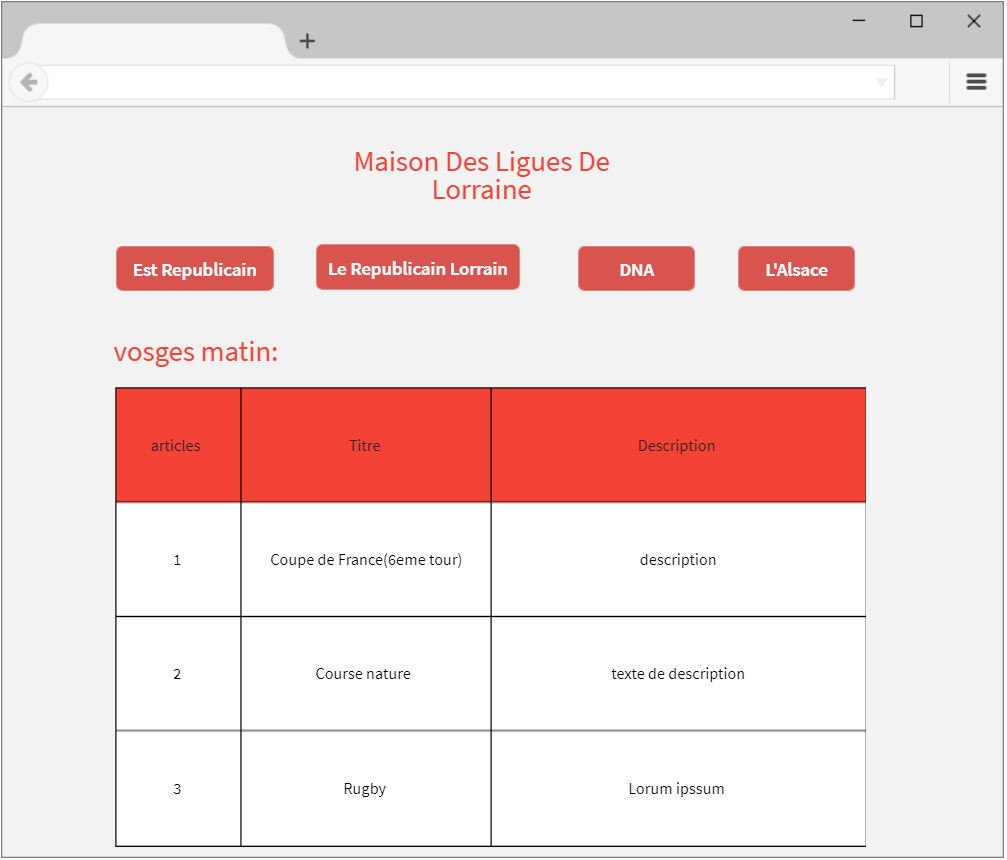 Maison Des Ligues De
Lorraine
Est Republicain
Le Republicain Lorrain
DNA
L'Alsace
vosges matin:
articles
Titre
Description
1
Coupe de France(6eme tour)
description
2
Course nature
texte de description
3
Rugby
Lorum ipssum